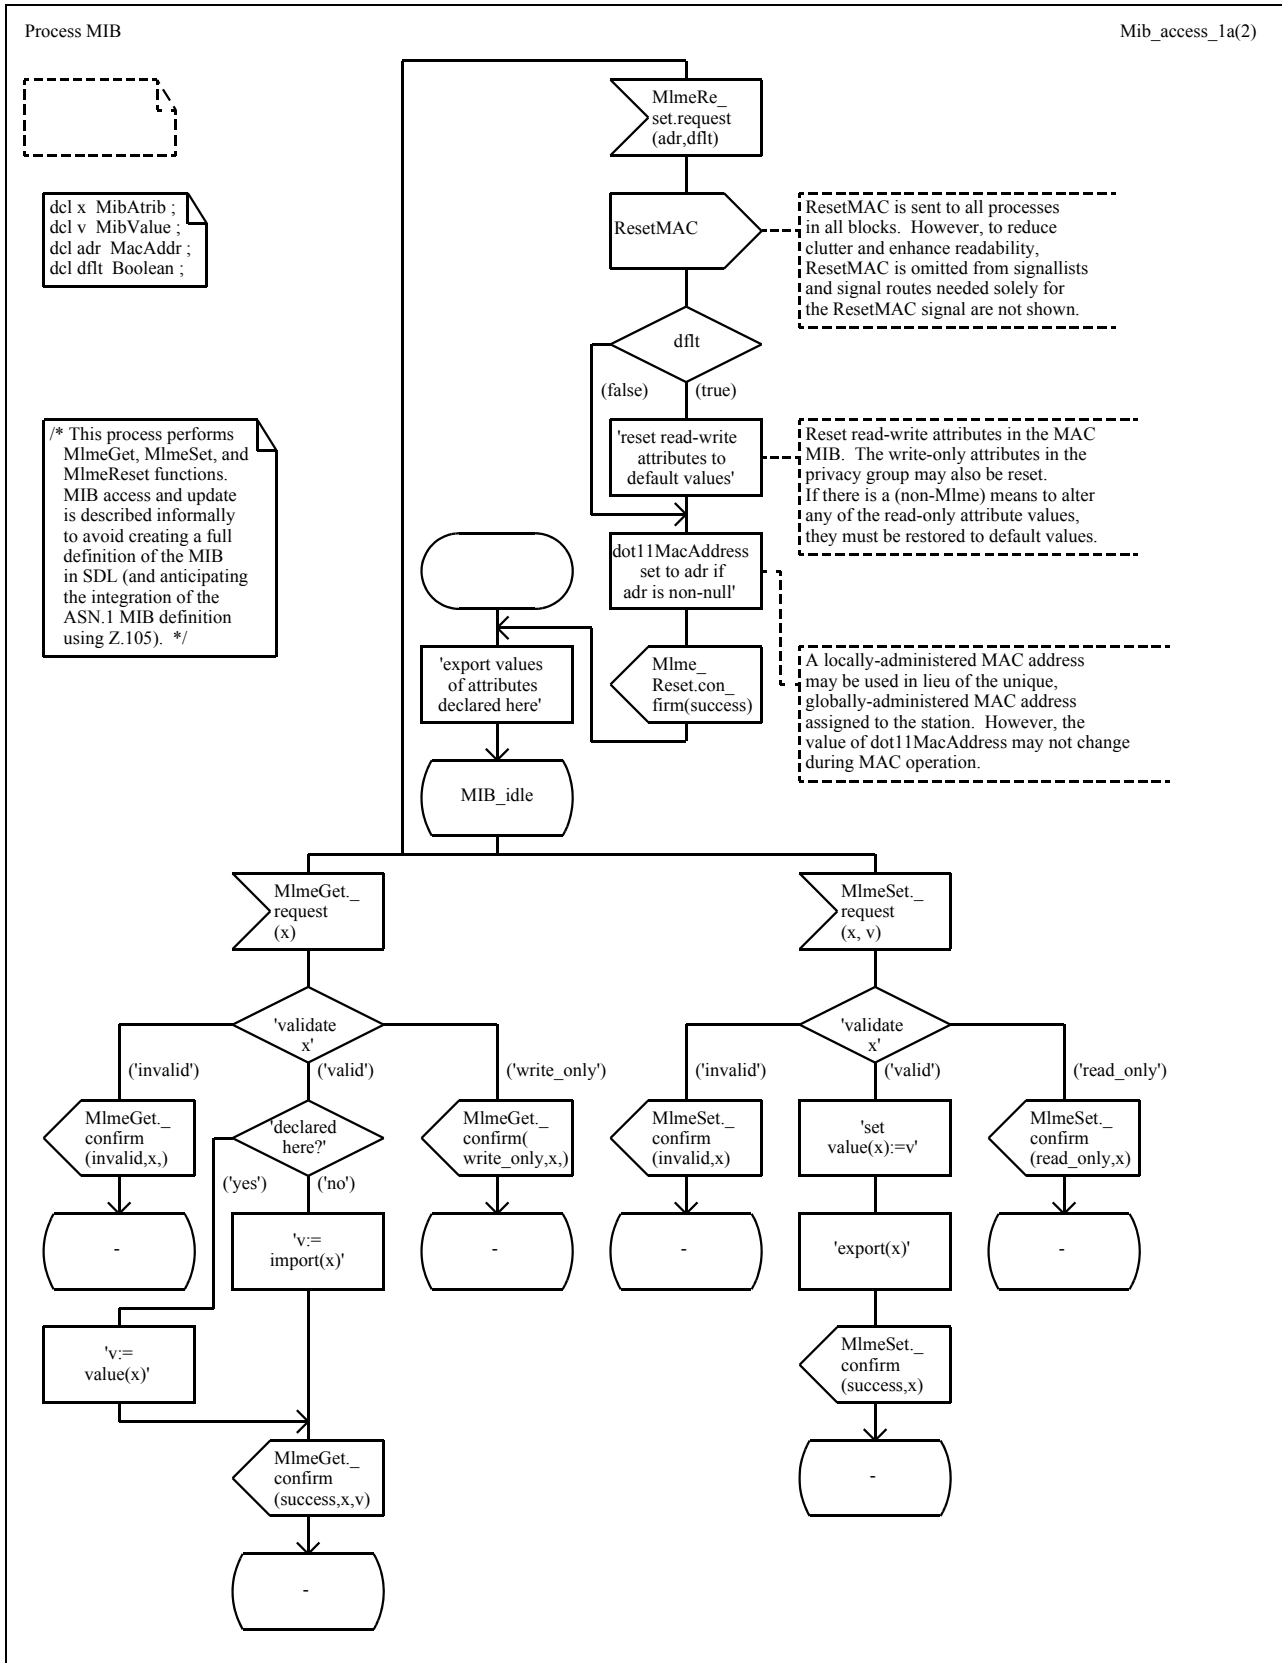 Process MIB
Mib_access_1a(2)
MlmeRe_
set.request
(adr,dflt)
dcl x MibAtrib ;
dcl v MibValue ;
dcl adr MacAddr ;
dcl dflt Boolean ;
ResetMAC
ResetMAC is sent to all processes
in all blocks. However, to reduce
clutter and enhance readability,
ResetMAC is omitted from signallists
and signal routes needed solely for
the ResetMAC signal are not shown.
dflt
(false)
(true)
/* This process performs
MlmeGet, MlmeSet, and
MlmeReset functions.
MIB access and update
is described informally
to avoid creating a full
definition of the MIB
in SDL (and anticipating
the integration of the
ASN.1 MIB definition
using Z.105). */
'reset read-write
attributes to
default values'
Reset read-write attributes in the MAC
MIB. The write-only attributes in the
privacy group may also be reset.
If there is a (non-Mlme) means to alter
any of the read-only attribute values,
they must be restored to default values.
dot11MacAddress
set to adr if
adr is non-null'
'export values
of attributes
declared here'
Mlme_
Reset.con_
firm(success)
A locally-administered MAC address
may be used in lieu of the unique,
globally-administered MAC address
assigned to the station. However, the
value of dot11MacAddress may not change
during MAC operation.
MIB_idle
MlmeGet._
request
(x)
MlmeSet._
request
(x, v)
'validate
x'
'validate
x'
('invalid')
('valid')
('write_only')
('invalid')
('valid')
('read_only')
MlmeGet._
confirm
(invalid,x,)
'declared
here?'
MlmeGet._
confirm(
write_only,x,)
MlmeSet._
confirm
(invalid,x)
'set
value(x):=v'
MlmeSet._
confirm
(read_only,x)
('yes')
('no')
-
'v:=
import(x)'
-
-
'export(x)'
-
'v:=
value(x)'
MlmeSet._
confirm
(success,x)
MlmeGet._
confirm
(success,x,v)
-
-